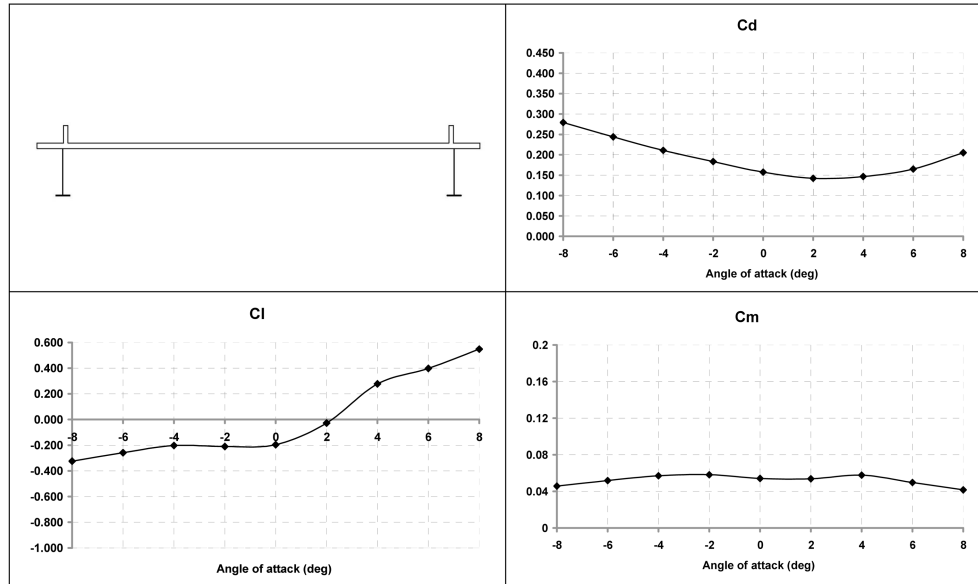 Cd
0.450
0.400
0.350
0.300
0.250
0.200
0.150
0.100
0.050
0.000
-8 -6 -4 -2 0 2 4 6 8
Angle of attack (deg)
Cl
0.600
0.400
0.200
0.000
-8 -6 -4 -2 0 2 4 6 8
-0.200
-0.400
-0.600
-0.800
-1.000
Angle of attack (deg)
Cm
0.2
0.16
0.12
0.08
0.04
0
-8 -6 -4 -2 0 2 4 6 8
Angle of attack (deg)